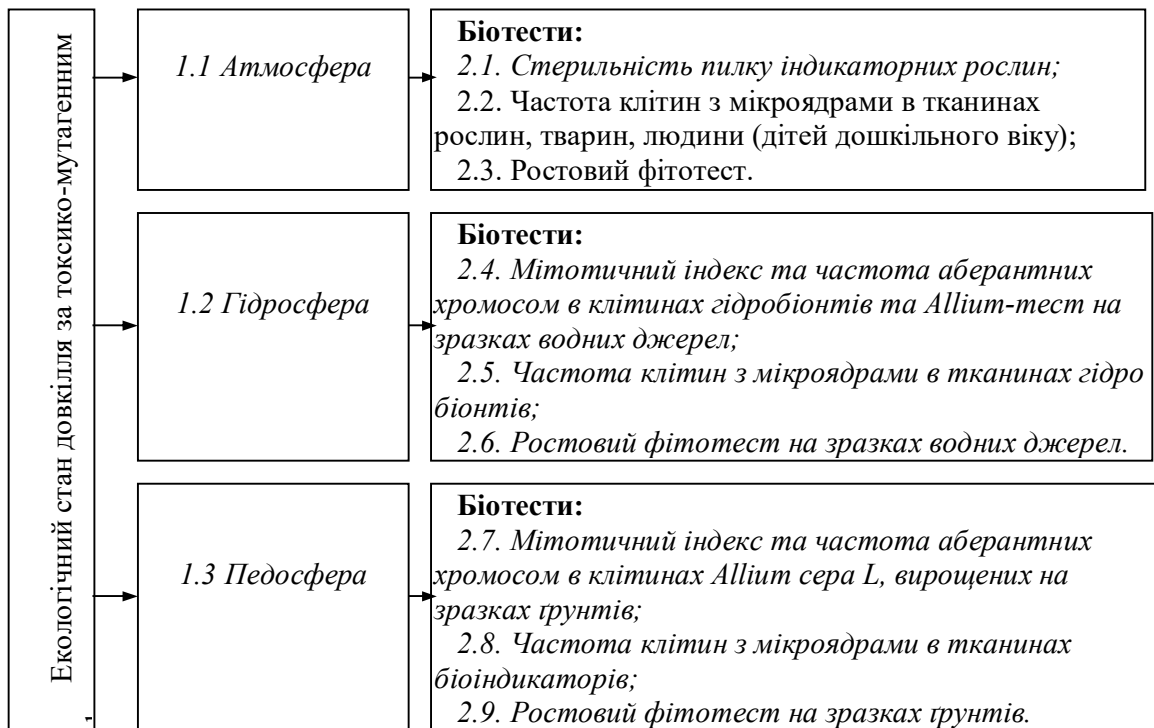 Екологічний стан довкілля за токсико-мутагенним
1.1 Атмосфера
Біотести:
2.1. Стерильність пилку індикаторних рослин;
2.2. Частота клітин з мікроядрами в тканинах
рослин, тварин, людини (дітей дошкільного віку);
2.3. Ростовий фітотест.
1.2 Гідросфера
Біотести:
2.4. Мітотичний індекс та частота аберантних
хромосом в клітинах гідробіонтів та Allium-тест на
зразках водних джерел;
2.5. Частота клітин з мікроядрами в тканинах гідро
біонтів;
2.6. Ростовий фітотест на зразках водних джерел.
1.3 Педосфера
Біотести:
2.7. Мітотичний індекс та частота аберантних
хромосом в клітинах Allium сера L, вирощених на
зразках ґрунтів;
2.8. Частота клітин з мікроядрами в тканинах
біоіндикаторів;
2.9. Ростовий фітотест на зразках ґрунтів.